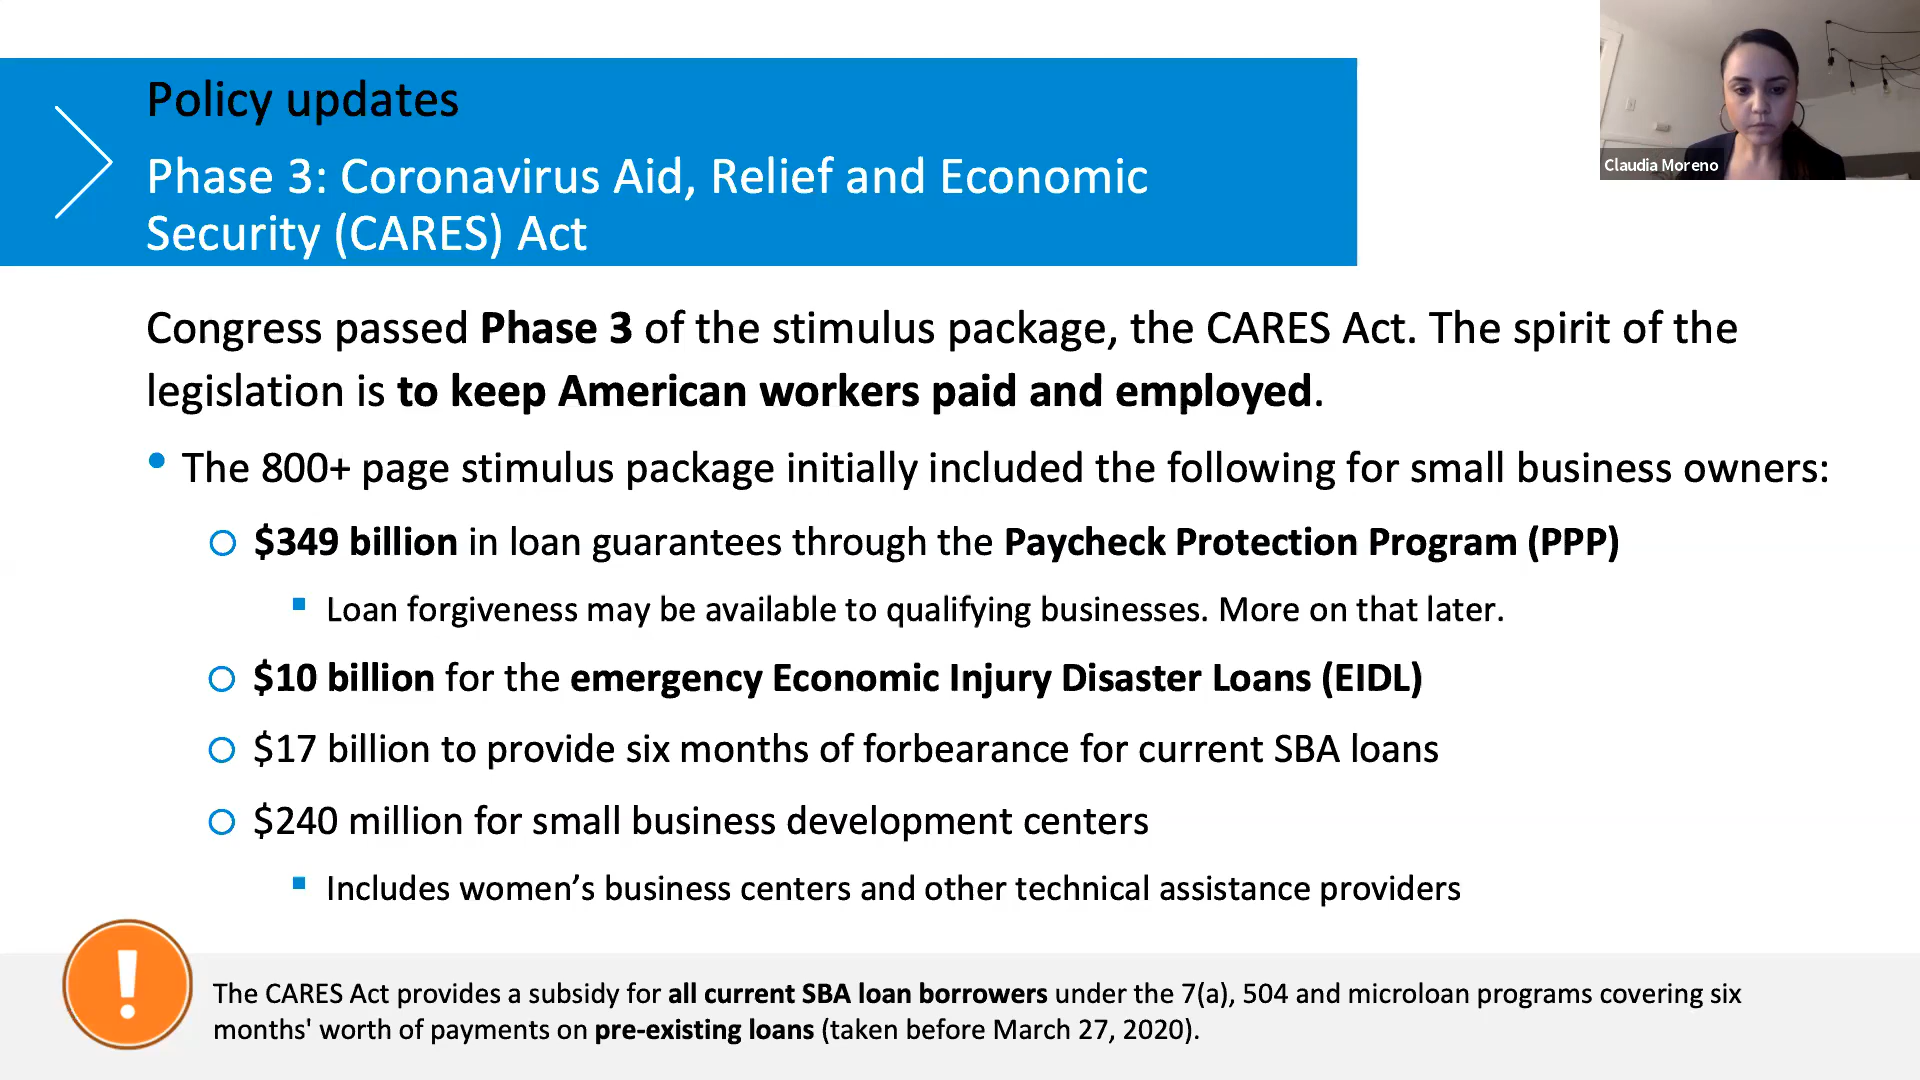 Policy updates
Phase 3: Coronavirus Aid, Relief and Economic
Security (CARES) Act
Claudia Moreno
Congress passed Phase 3 of the stimulus package, the CARES Act. The spirit of the
legislation is to keep American workers paid and employed.
• The 800+ page stimulus package initially included the following for small business owners:
○ $349 billion in loan guarantees through the Paycheck Protection Program (PPP)
▪ Loan forgiveness may be available to qualifying businesses. More on that later.
○ $10 billion for the emergency Economic Injury Disaster Loans (EIDL)
○ $17 billion to provide six months of forbearance for current SBA loans
○ $240 million for small business development centers
▪ Includes women’s business centers and other technical assistance providers
!
The CARES Act provides a subsidy for all current SBA loan borrowers under the 7(a), 504 and microloan programs covering six
months' worth of payments on pre-existing loans (taken before March 27, 2020).